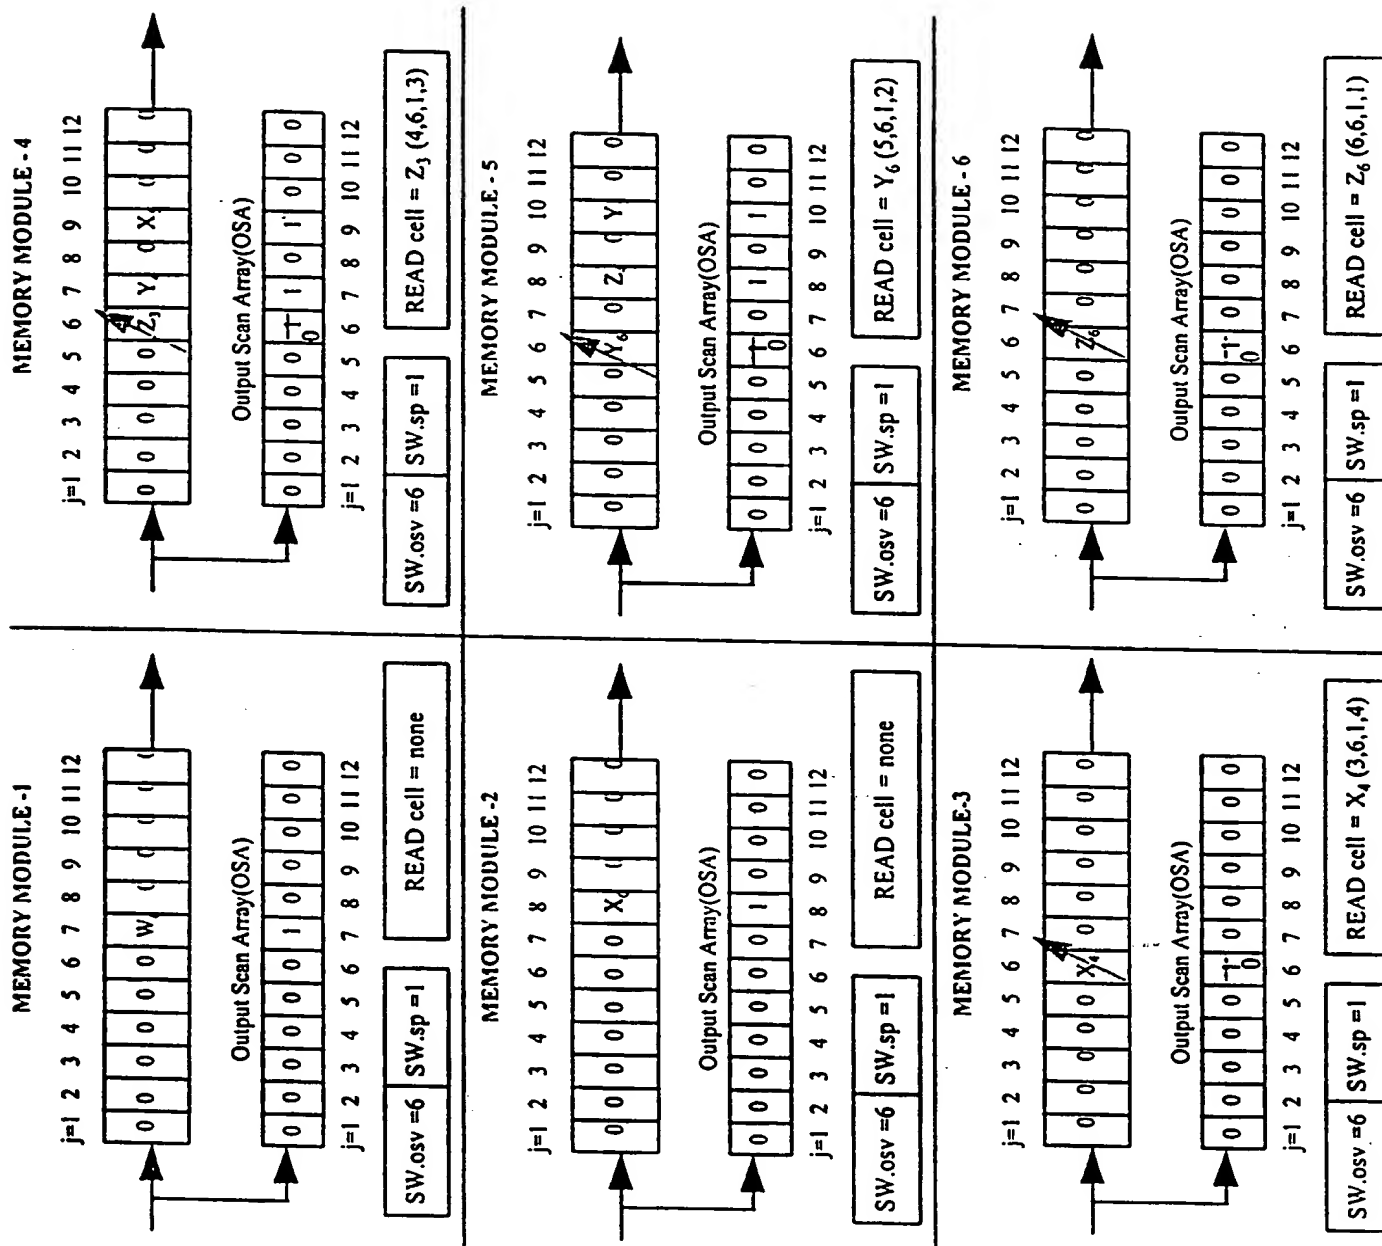 MEMORY MODULE -1
j=1 2 3 4 5 6 7 8 9 10 11 12
0 0 0 0 0 0 W
Output Scan Array(OSA)
0 0 0 0 0 0 1 0 0 0 0 0
j=1 2 3 4 5 6 7 8 9 10 11 12
SW.osv =6 SW.sp =1 READ cell = none
MEMORY MODULE - 4
j=1 2 3 4 5 6 7 8 9 10 11 12
0 0 0 0 0 Z3 Y 0 X
Output Scan Array(OSA)
0 0 0 0 0 1 0 1 0 1 0 0 0
j=1 2 3 4 5 6 7 8 9 10 11 12
SW.osv =6 SW.sp =1 READ cell = Z3 (4,6,1,3)
MEMORY MODULE -2
j=1 2 3 4 5 6 7 8 9 10 11 12
0 0 0 0 0 0 0 X
Output Scan Array(OSA)
0 0 0 0 0 0 0 1 0 0 0 0
j=1 2 3 4 5 6 7 8 9 10 11 12
SW.osv =6 SW.sp =1 READ cell = none
MEMORY MODULE - 5
j=1 2 3 4 5 6 7 8 9 10 11 12
0 0 0 0 0 Y6 0 Z 0 Y 0 0
Output Scan Array(OSA)
0 0 0 0 0 1 0 0 1 0 1 0 0
j=1 2 3 4 5 6 7 8 9 10 11 12
SW.osv =6 SW.sp =1 READ cell = Y6 (5,6,1,2)
MEMORY MODULE-3
j=1 2 3 4 5 6 7 8 9 10 11 12
0 0 0 0 0 X4 0 0 0 0 0 0
Output Scan Array(OSA)
0 0 0 0 0 1 0 0 0 0 0 0 0
j=1 2 3 4 5 6 7 8 9 10 11 12
SW.osv =6 SW.sp =1 READ cell = X4 (3,6,1,4)
MEMORY MODULE - 6
j=1 2 3 4 5 6 7 8 9 10 11 12
0 0 0 0 0 Z6 0 0 0 0 0 0
Output Scan Array(OSA)
0 0 0 0 0 1 0 0 0 0 0 0 0
j=1 2 3 4 5 6 7 8 9 10 11 12
SW.osv =6 SW.sp =1 READ cell = Z6 (6,6,1,1)